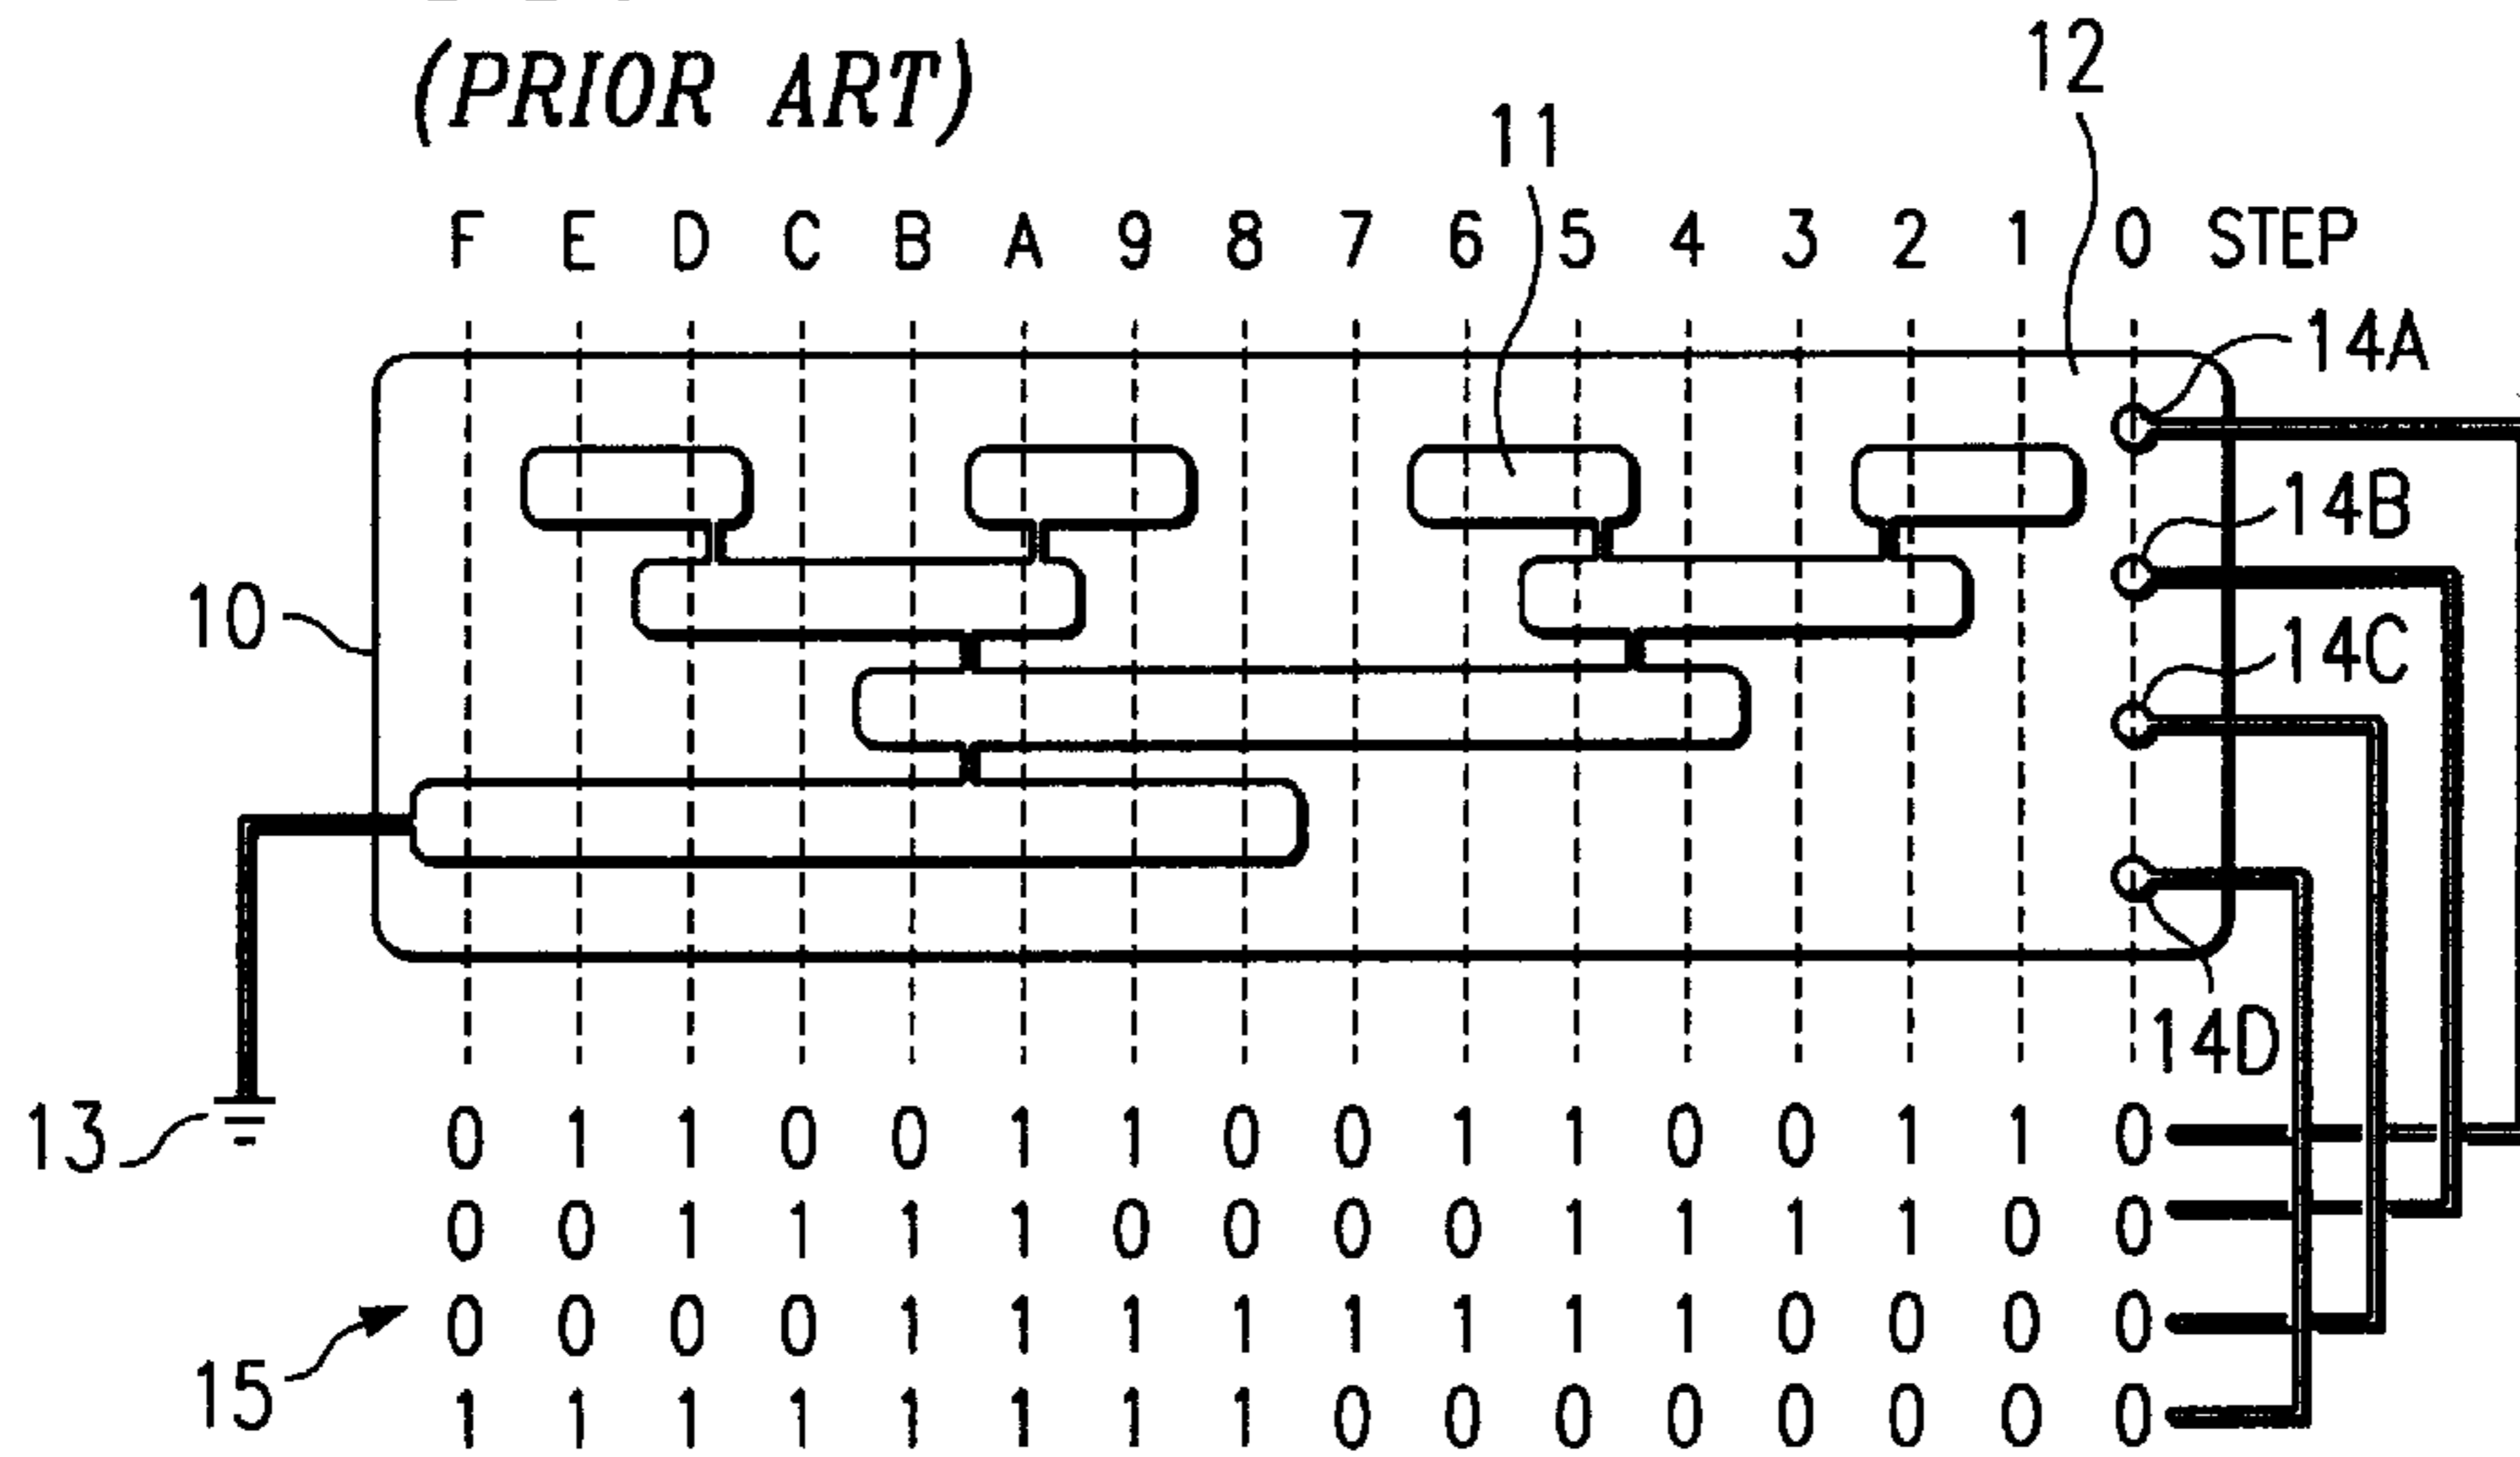 (PRIOR ART)
12
11
F E D C B A 9 8 7 6 5 4 3 2 1 0 STEP
14A
14B
10
14C
14D
13
0 1 1 0 0 1 1 0 0 1 1 0 0 1 1 0
0 0 1 1 1 1 0 0 0 0 1 1 1 1 0 0
0 0 0 0 1 1 1 1 1 1 1 1 0 0 0 0
15
1 1 1 1 1 1 1 1 0 0 0 0 0 0 0 0